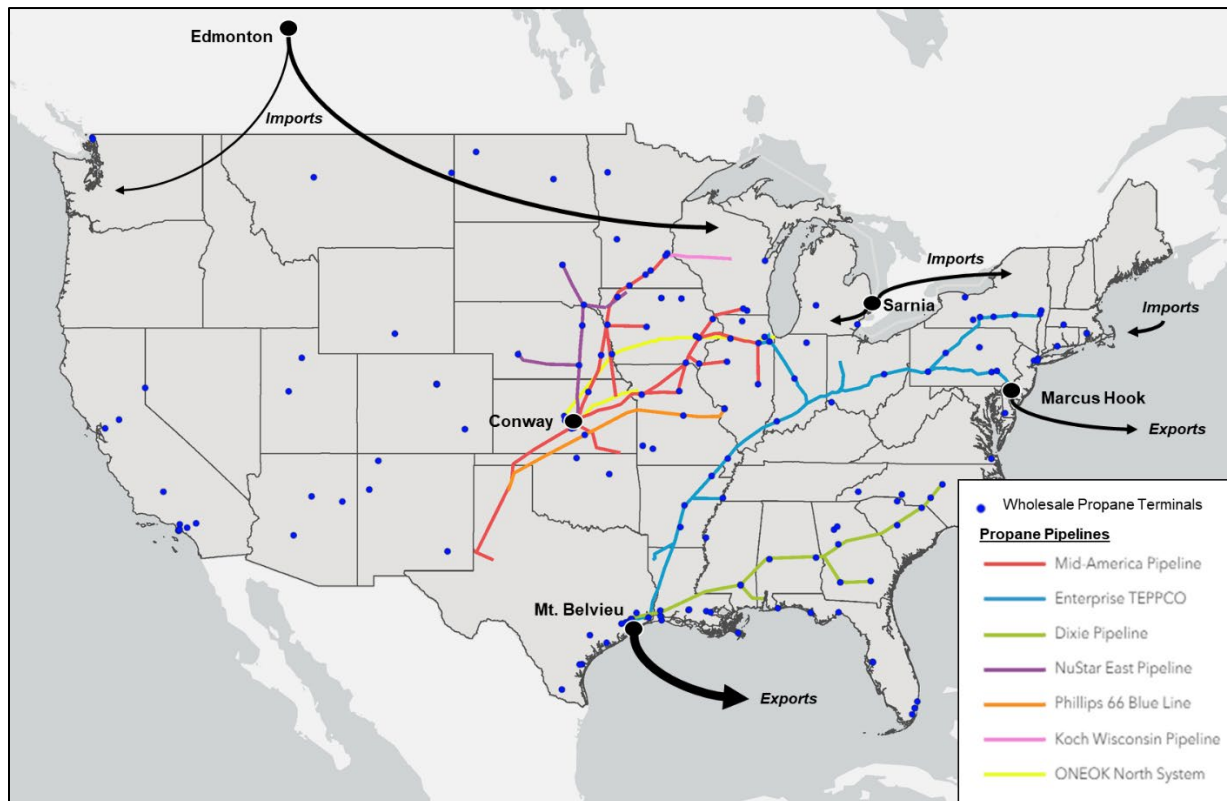 Edmonton
Imports
Imports
Sarnia
Imports
Marcus Hook
Conway
Exports
Wholesale Propane Terminals
Propane Pipelines
Mid-America Pipeline
Mt. Belvieu
Enterprise TEPPCO
Dixie Pipeline
NuStar East Pipeline
Exports
Phillips 66 Blue Line
Koch Wisconsin Pipeline
ONEOK North System